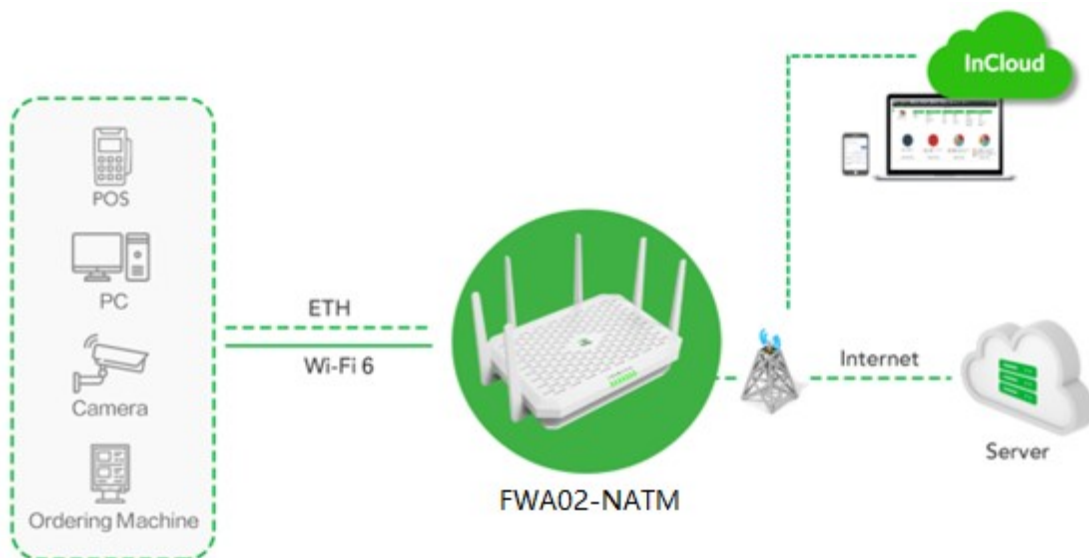 POS
PC
Camera
Ordering Machine
ETH
Wi-Fi 6
FWA02-NATM
InCloud
Internet
Server